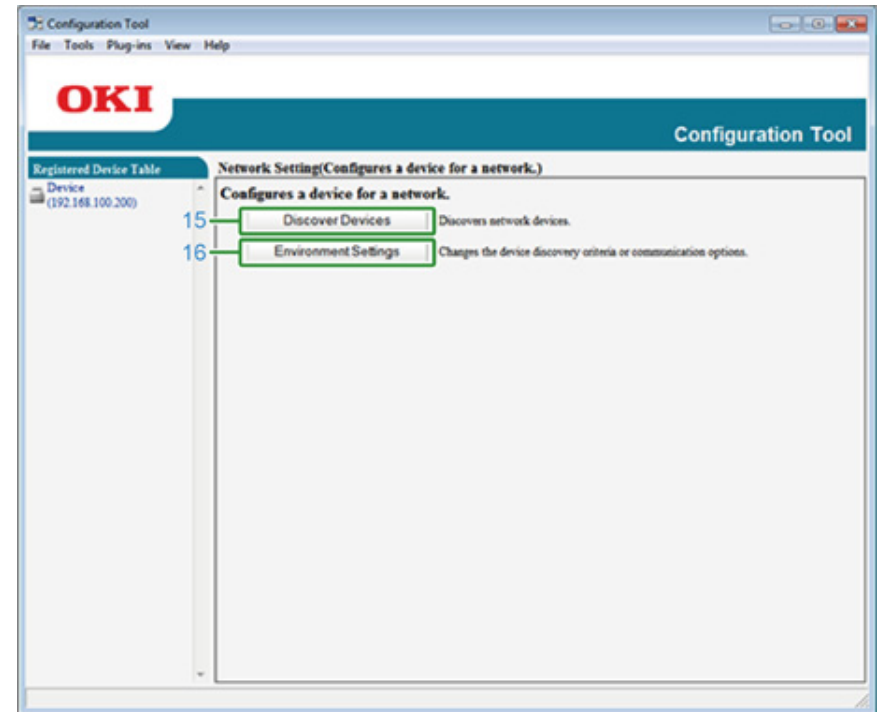 Configuration Tool
File Tools Plug-ins View Help
OKI
Configuration Tool
Registered Device Table
Device
(192.168.100.200)
Network Setting(Configures a device for a network.)
Configures a device for a network.
15 Discover Devices Discovers network devices.
16 Environment Settings Changes the device discovery criteria or communication options.